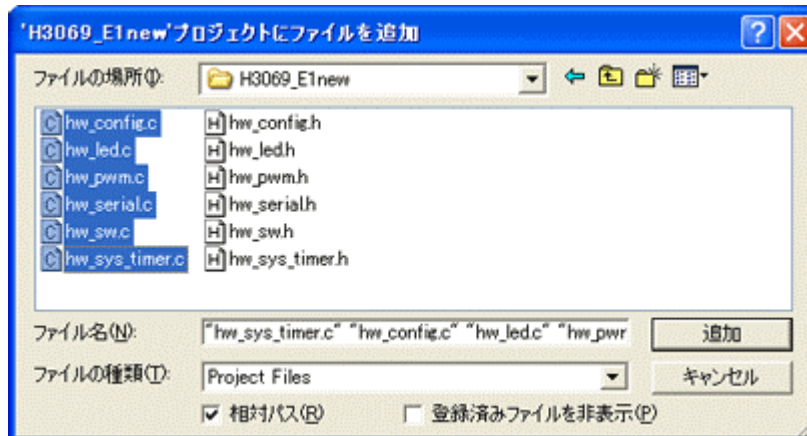 'H3069_E1new'プロジェクトにファイルを追加
ファイルの場所(I): H3069_E1new
hw_config.c hw_config.h
hw_led.c hw_led.h
hw_pwm.c hw_pwm.h
hw_serial.c hw_serial.h
hw_sw.c hw_sw.h
hw_sys_timer.c hw_sys_timer.h
ファイル名(N): "hw_sys_timer.c" "hw_config.c" "hw_led.c" "hw_pwr 追加
ファイルの種類(T): Project Files キャンセル
相対パス(R) 登録済みファイルを非表示(P)